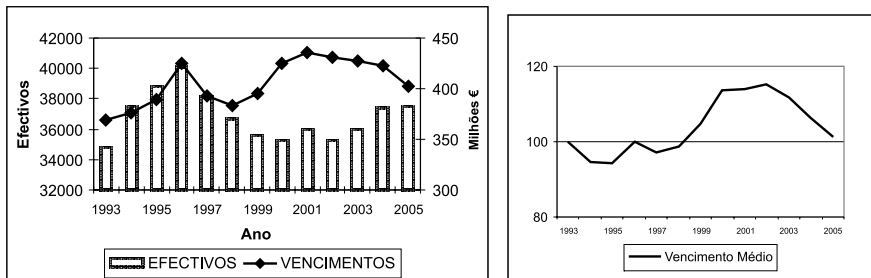 42000
40000
38000
36000
34000
32000
Efectivos
450
400
350
300
Milhões €
1993 1995 1996 1997 1999 2001 2003 2005
Ano
EFECTIVOS VENCIMENTOS
120
100
80
1993 1995 1997 1999 2001 2003 2005
Vencimento Médio